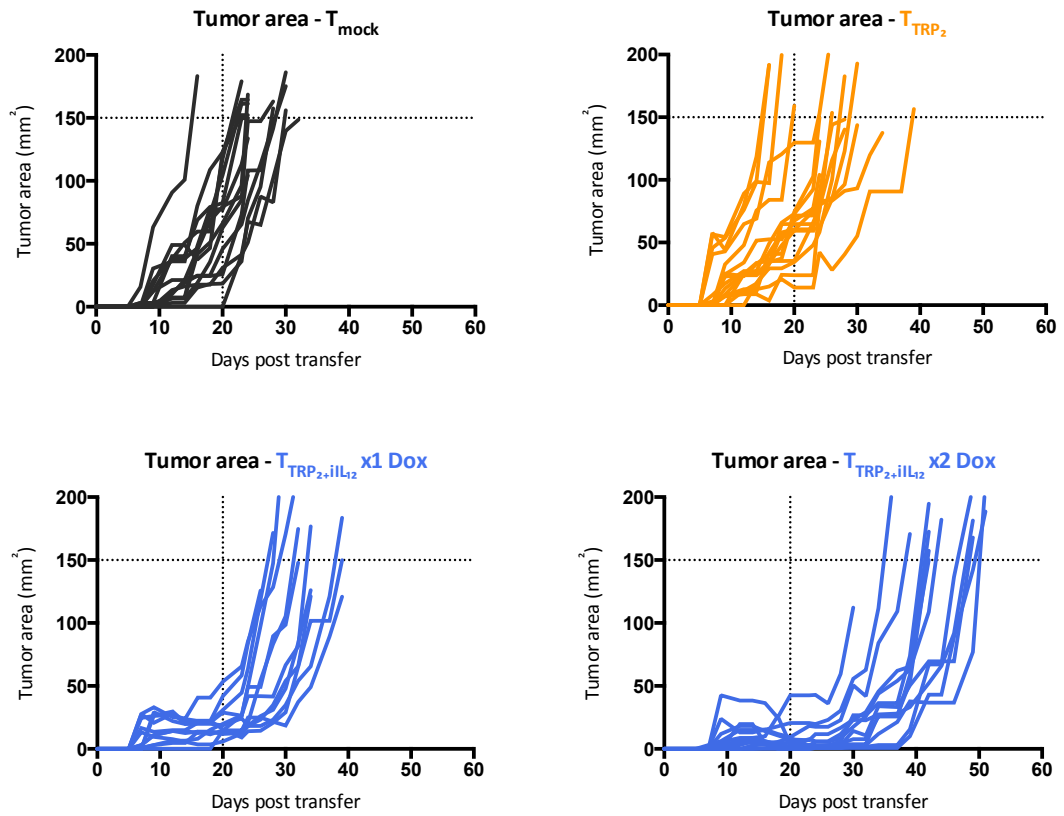 Tumor area - Tmock
Tumor area (mm²)
200
150
100
50
0
0 10 20 30 40 50 60
Days post transfer
Tumor area - TTRP₂
Tumor area (mm²)
200
150
100
50
0
0 10 20 30 40 50 60
Days post transfer
Tumor area - TTRP₂+iIL₁₂ x1 Dox
Tumor area (mm²)
200
150
100
50
0
0 10 20 30 40 50 60
Days post transfer
Tumor area - TTRP₂+iIL₁₂ x2 Dox
Tumor area (mm²)
200
150
100
50
0
0 10 20 30 40 50 60
Days post transfer